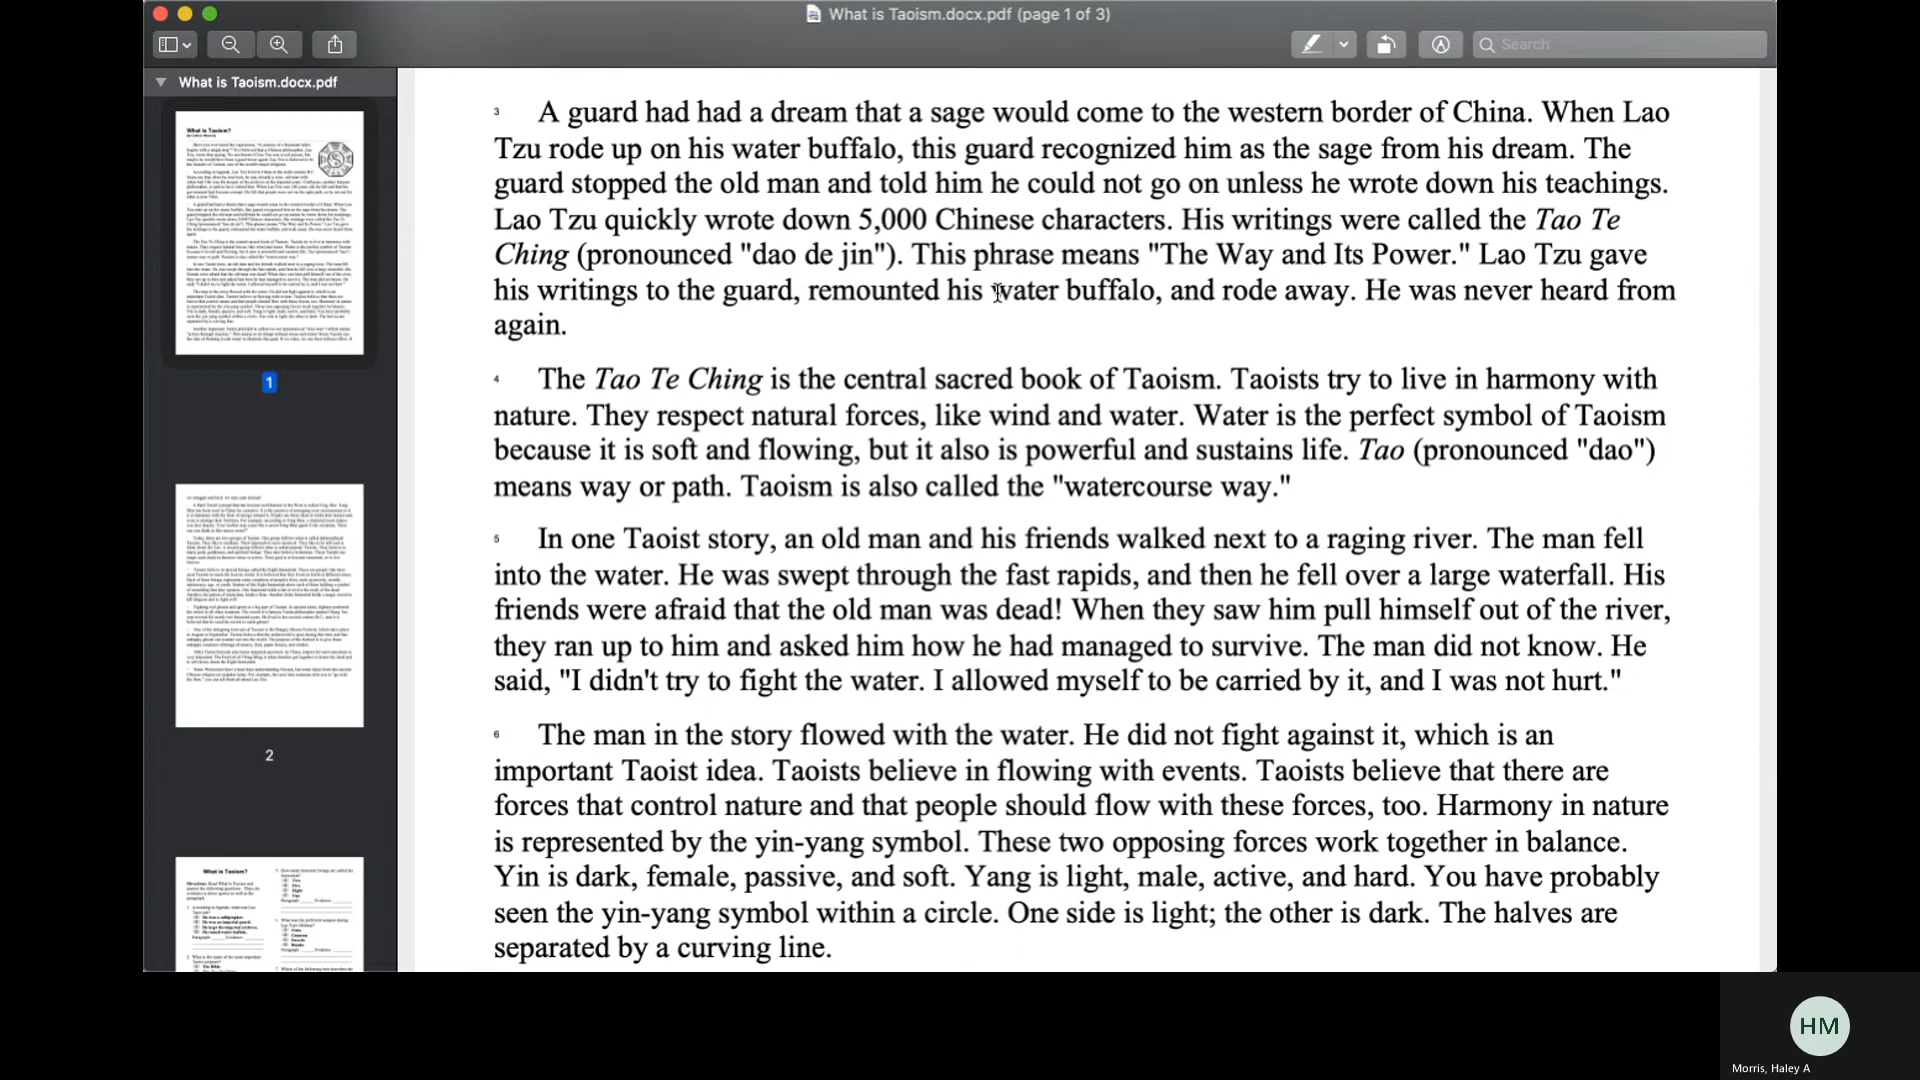 What is Taoism.docx.pdf (page 1 of 3)
Search
What is Taoism.docx.pdf
What is Taoism?
1
2
What is Taoism?
3 A guard had had a dream that a sage would come to the western border of China. When Lao
Tzu rode up on his water buffalo, this guard recognized him as the sage from his dream. The
guard stopped the old man and told him he could not go on unless he wrote down his teachings.
Lao Tzu quickly wrote down 5,000 Chinese characters. His writings were called the Tao Te
Ching (pronounced "dao de jin"). This phrase means "The Way and Its Power." Lao Tzu gave
his writings to the guard, remounted his water buffalo, and rode away. He was never heard from
again.
4 The Tao Te Ching is the central sacred book of Taoism. Taoists try to live in harmony with
nature. They respect natural forces, like wind and water. Water is the perfect symbol of Taoism
because it is soft and flowing, but it also is powerful and sustains life. Tao (pronounced "dao")
means way or path. Taoism is also called the "watercourse way."
5 In one Taoist story, an old man and his friends walked next to a raging river. The man fell
into the water. He was swept through the fast rapids, and then he fell over a large waterfall. His
friends were afraid that the old man was dead! When they saw him pull himself out of the river,
they ran up to him and asked him how he had managed to survive. The man did not know. He
said, "I didn't try to fight the water. I allowed myself to be carried by it, and I was not hurt."
6 The man in the story flowed with the water. He did not fight against it, which is an
important Taoist idea. Taoists believe in flowing with events. Taoists believe that there are
forces that control nature and that people should flow with these forces, too. Harmony in nature
is represented by the yin-yang symbol. These two opposing forces work together in balance.
Yin is dark, female, passive, and soft. Yang is light, male, active, and hard. You have probably
seen the yin-yang symbol within a circle. One side is light; the other is dark. The halves are
separated by a curving line.
HM
Morris, Haley A